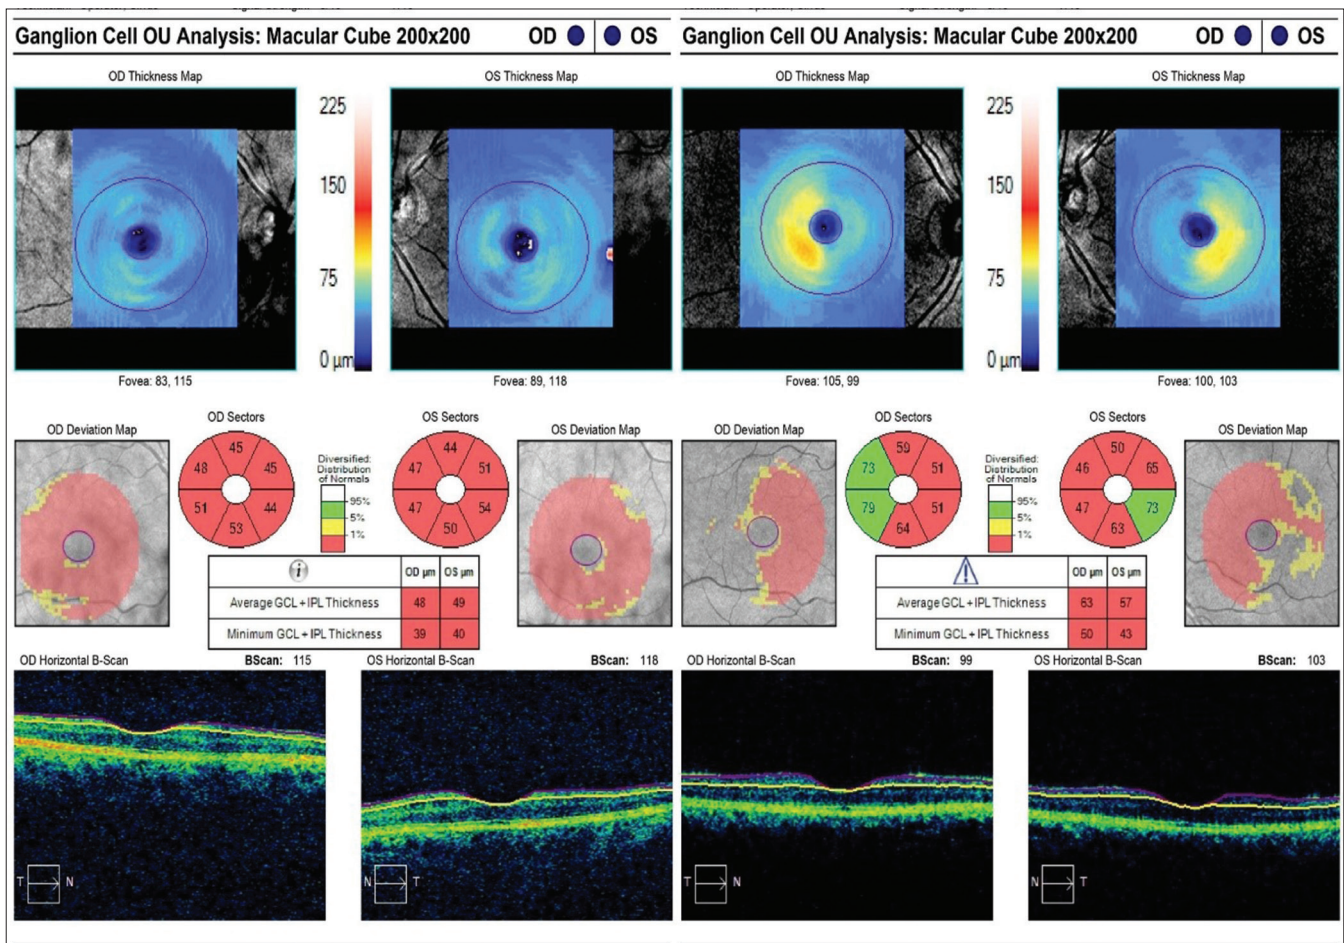 Ganglion Cell OU Analysis: Macular Cube 200x200 OD OS
OD Thickness Map OS Thickness Map
225
150
75
0 µm
Fovea: 83, 115 Fovea: 89, 118
OD Deviation Map OD Sectors OS Sectors OS Deviation Map
45
48 45
51 44
53
Diversified:
Distribution
of Normals
95%
5%
1%
44
47 51
47 54
50
i OD µm OS µm
Average GCL + IPL Thickness 48 49
Minimum GCL + IPL Thickness 39 40
OD Horizontal B-Scan BScan: 115
OS Horizontal B-Scan BScan: 118
T N
N T
Ganglion Cell OU Analysis: Macular Cube 200x200 OD OS
OD Thickness Map OS Thickness Map
225
150
75
0 µm
Fovea: 105, 99 Fovea: 100, 103
OD Deviation Map OD Sectors OS Sectors OS Deviation Map
59
73 51
79 51
64
Diversified:
Distribution
of Normals
95%
5%
1%
50
46 65
47 73
63
! OD µm OS µm
Average GCL + IPL Thickness 63 57
Minimum GCL + IPL Thickness 50 43
OD Horizontal B-Scan BScan: 99
OS Horizontal B-Scan BScan: 103
T N
N T